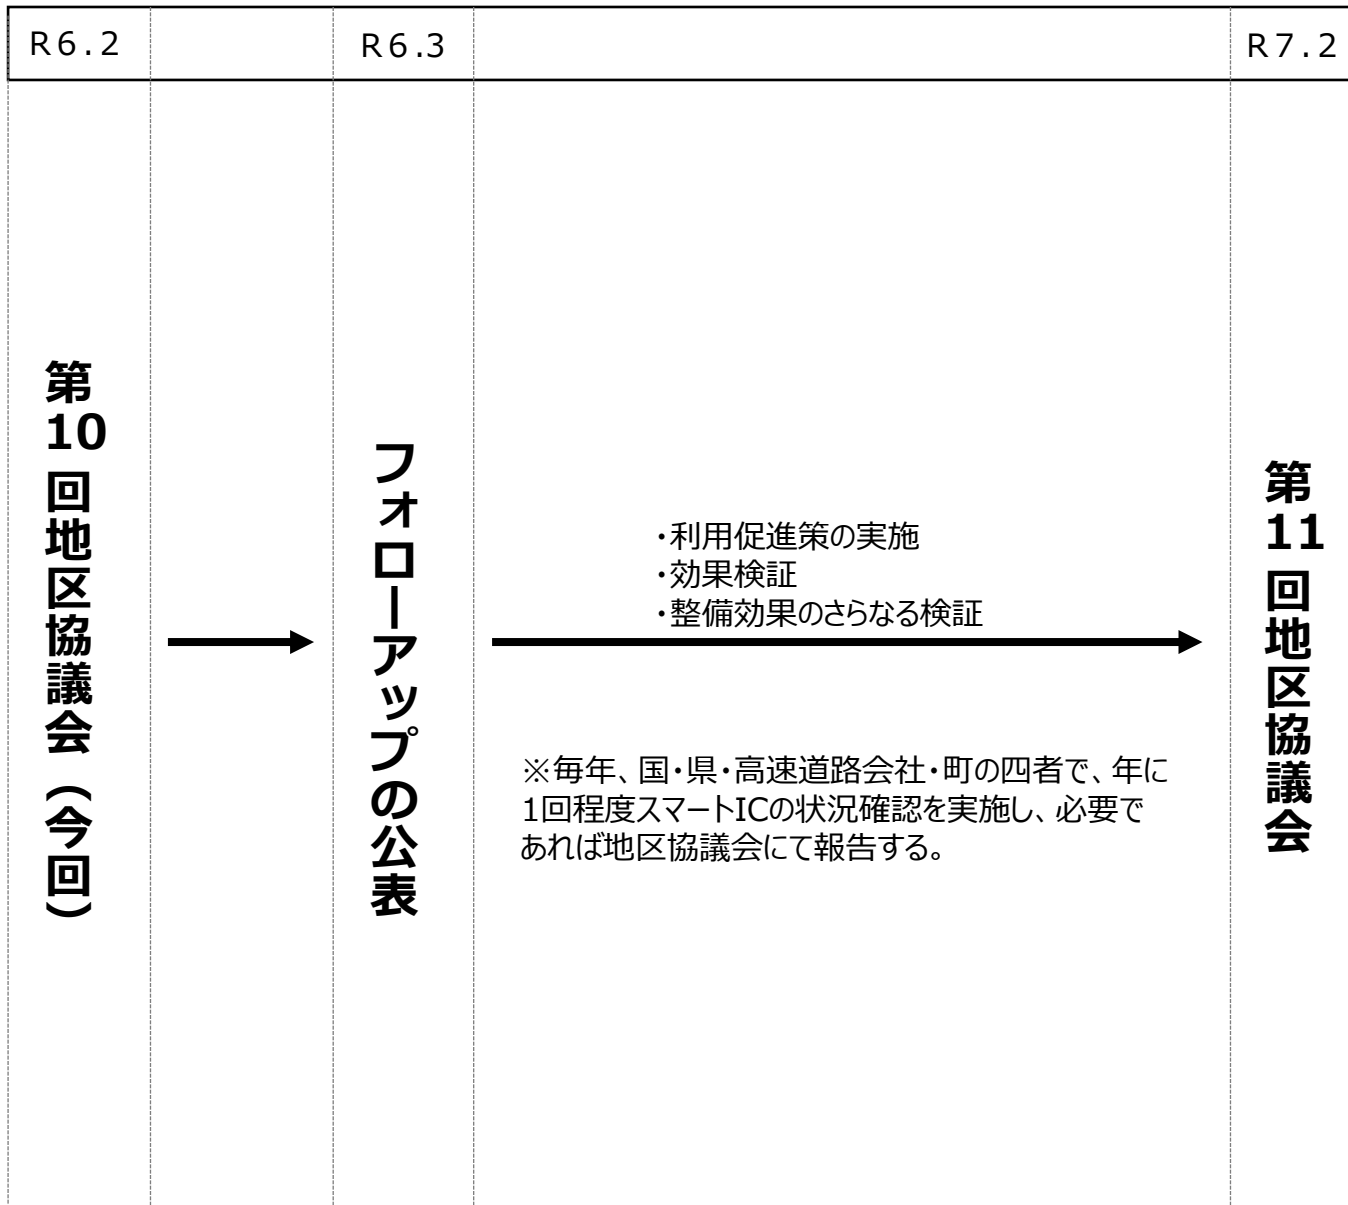 R6.2
R6.3
R7.2
第10回地区協議会（今回）
フォローアップの公表
・利用促進策の実施
・効果検証
・整備効果のさらなる検証
※毎年、国・県・高速道路会社・町の四者で、年に
1回程度スマートICの状況確認を実施し、必要で
あれば地区協議会にて報告する。
第11回地区協議会